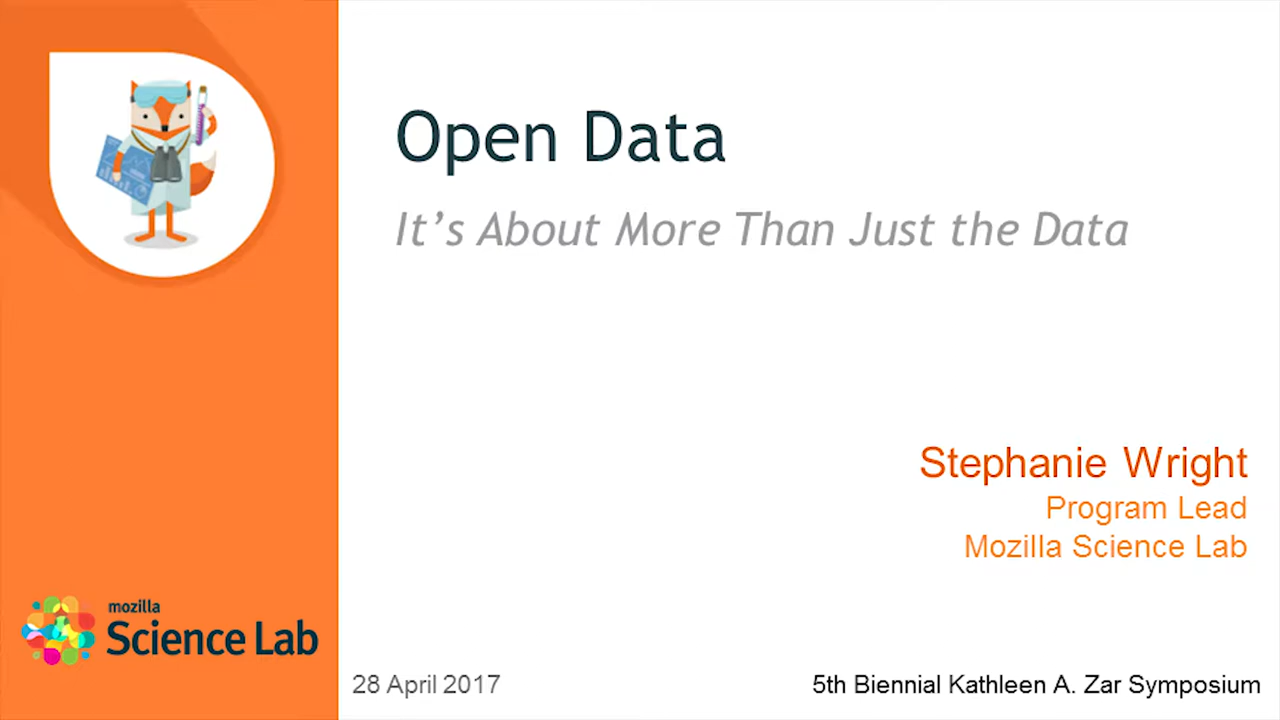 Open Data
It's About More Than Just the Data
Stephanie Wright
Program Lead
Mozilla Science Lab
mozilla
Science Lab
28 April 2017
5th Biennial Kathleen A. Zar Symposium